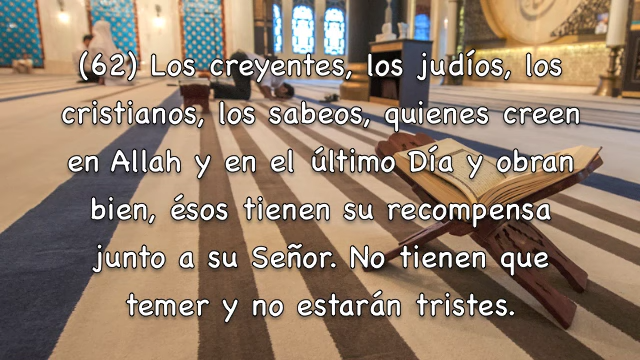 (62) Los creyentes, los judíos, los
cristianos, los sabeos, quienes creen
en Allah y en el último Día y obran
bien, ésos tienen su recompensa
junto a su Señor. No tienen que
temer y no estarán tristes.